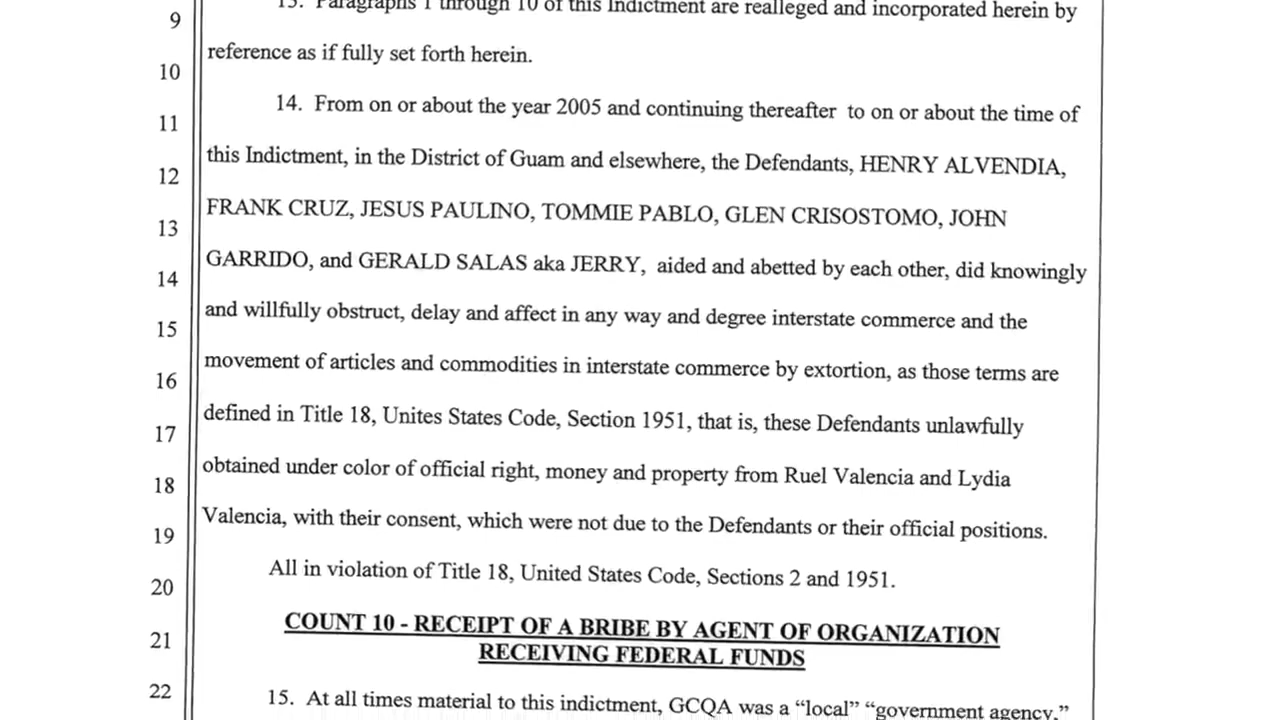 9
13. Paragraphs 1 through 10 of this Indictment are realleged and incorporated herein by
reference as if fully set forth herein.
10
14. From on or about the year 2005 and continuing thereafter to on or about the time of
11
this Indictment, in the District of Guam and elsewhere, the Defendants, HENRY ALVENDIA,
12
FRANK CRUZ, JESUS PAULINO, TOMMIE PABLO, GLEN CRISOSTOMO, JOHN
13
GARRIDO, and GERALD SALAS aka JERRY, aided and abetted by each other, did knowingly
14
and willfully obstruct, delay and affect in any way and degree interstate commerce and the
15
movement of articles and commodities in interstate commerce by extortion, as those terms are
16
defined in Title 18, Unites States Code, Section 1951, that is, these Defendants unlawfully
17
obtained under color of official right, money and property from Ruel Valencia and Lydia
18
Valencia, with their consent, which were not due to the Defendants or their official positions.
19
All in violation of Title 18, United States Code, Sections 2 and 1951.
20
COUNT 10 - RECEIPT OF A BRIBE BY AGENT OF ORGANIZATION
21
RECEIVING FEDERAL FUNDS
22
15. At all times material to this indictment, GCQA was a “local” “government agency,”